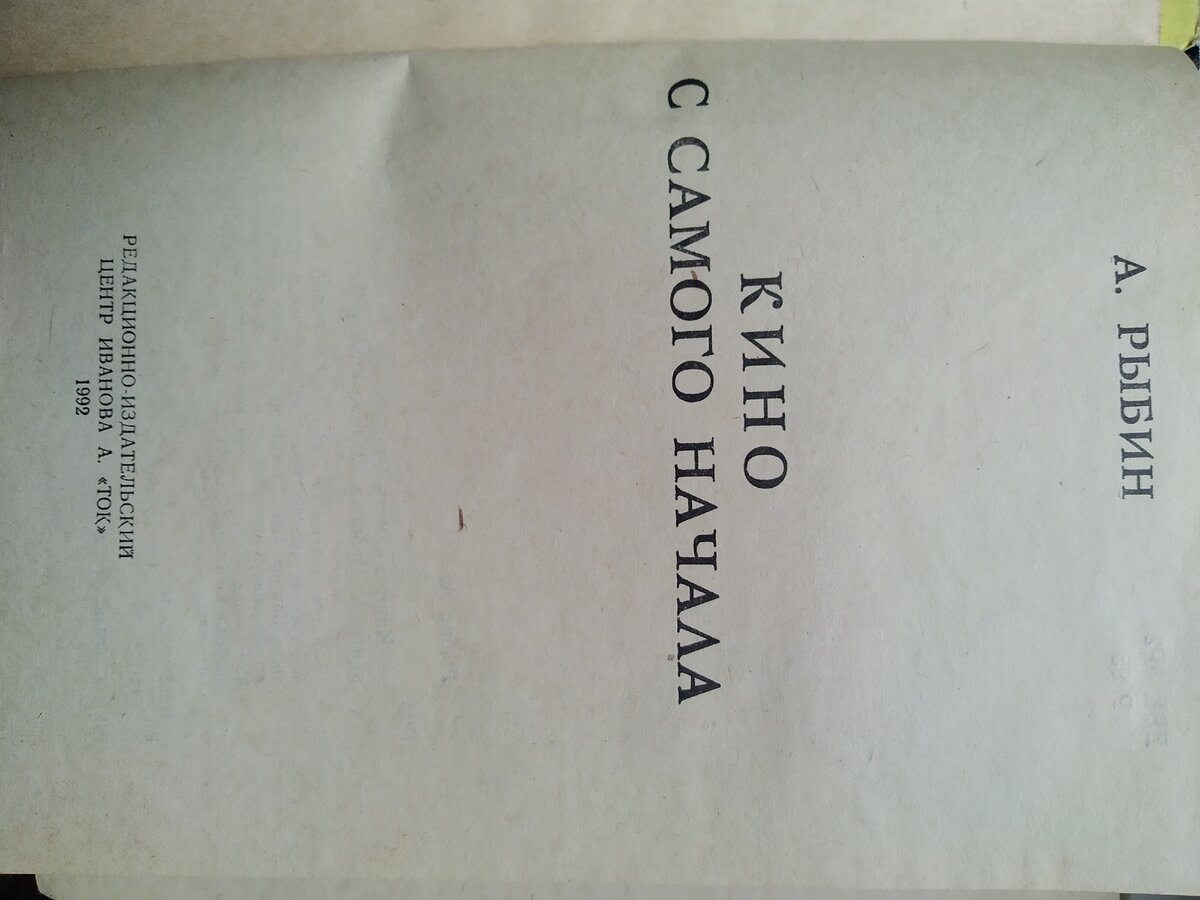 А. РЫБИН
КИНО
С САМОГО НАЧАЛА
РЕДАКЦИОННО-ИЗДАТЕЛЬСКИЙ
ЦЕНТР ИВАНОВА А. «ТОК»
1992